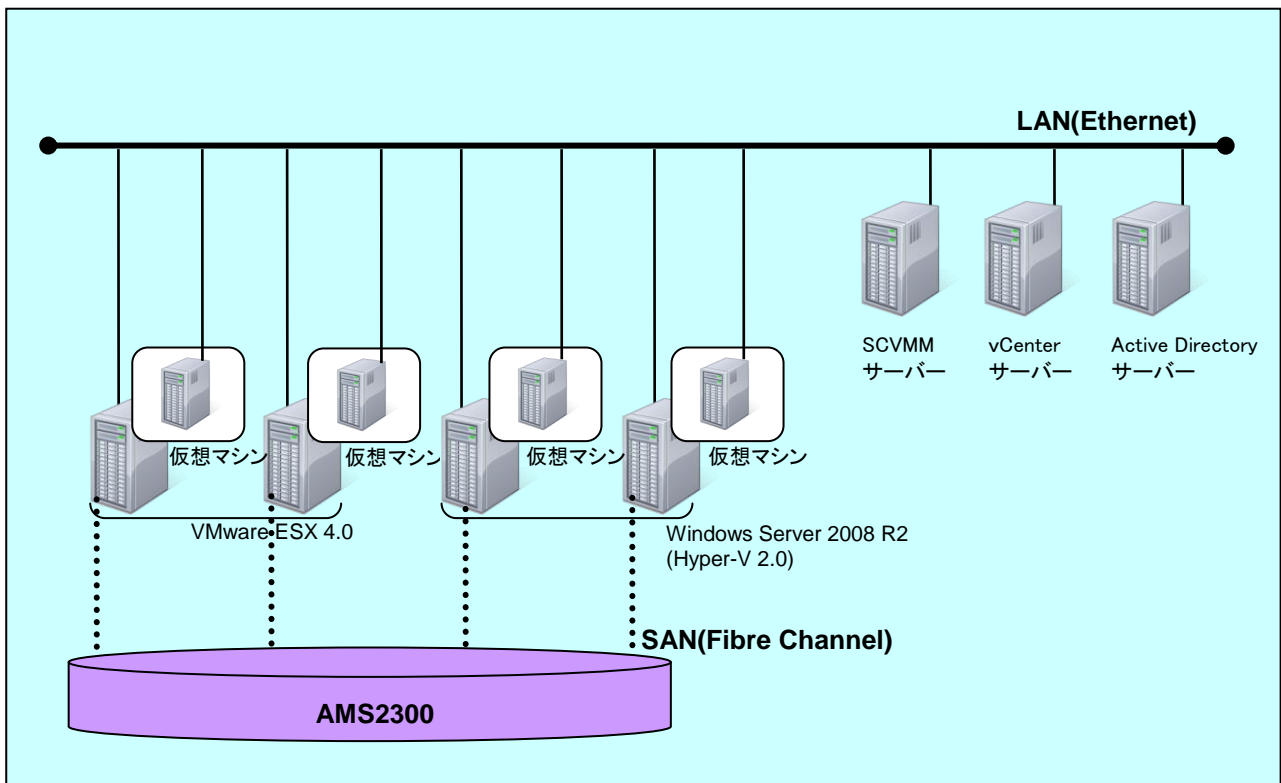 LAN(Ethernet)
SCVMM
サーバー
vCenter
サーバー
Active Directory
サーバー
仮想マシン
仮想マシン
仮想マシン
仮想マシン
VMware ESX 4.0
Windows Server 2008 R2
(Hyper-V 2.0)
SAN(Fibre Channel)
AMS2300